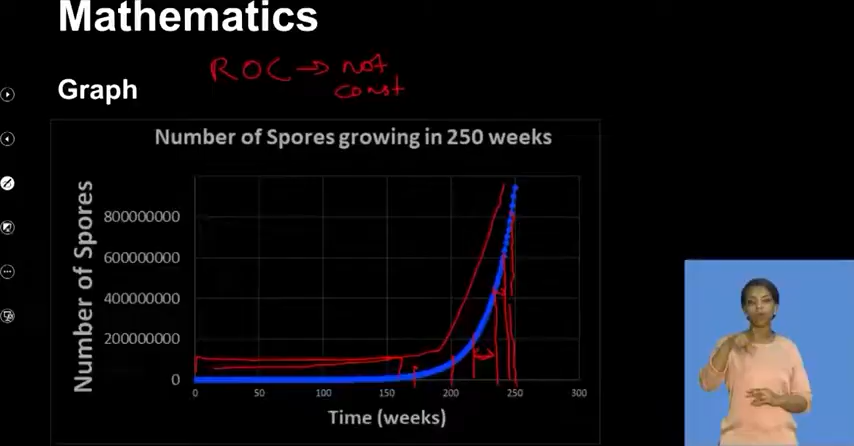 Mathematics
ROC → not
const
Graph
Number of Spores growing in 250 weeks
Number of Spores
800000000
600000000
400000000
200000000
0
0 50 100 150 200 250 300
Time (weeks)